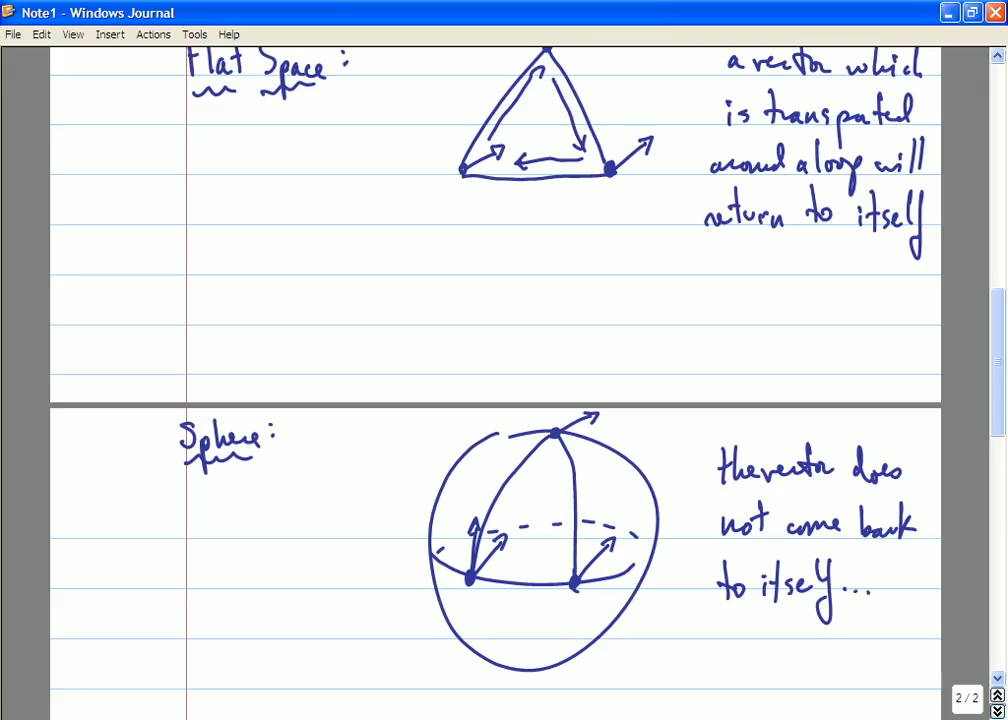 Note1 - Windows Journal
File Edit View Insert Actions Tools Help
Flat Space:
a vector which
is transpated
around a loop will
return to itself
Sphere:
the vector does
not come back
to itself...
2/2